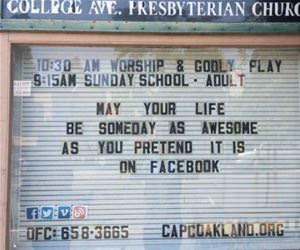 COLLEGE AVE. PRESBYTERIAN CHURC
10:30 AM WORSHIP & GODLY PLAY
9:15AM SUNDAY SCHOOL - ADULT
MAY YOUR LIFE
BE SOMEDAY AS AWESOME
AS YOU PRETEND IT IS
ON FACEBOOK
OFC: 658-3665 CAPCOAKLAND.ORG